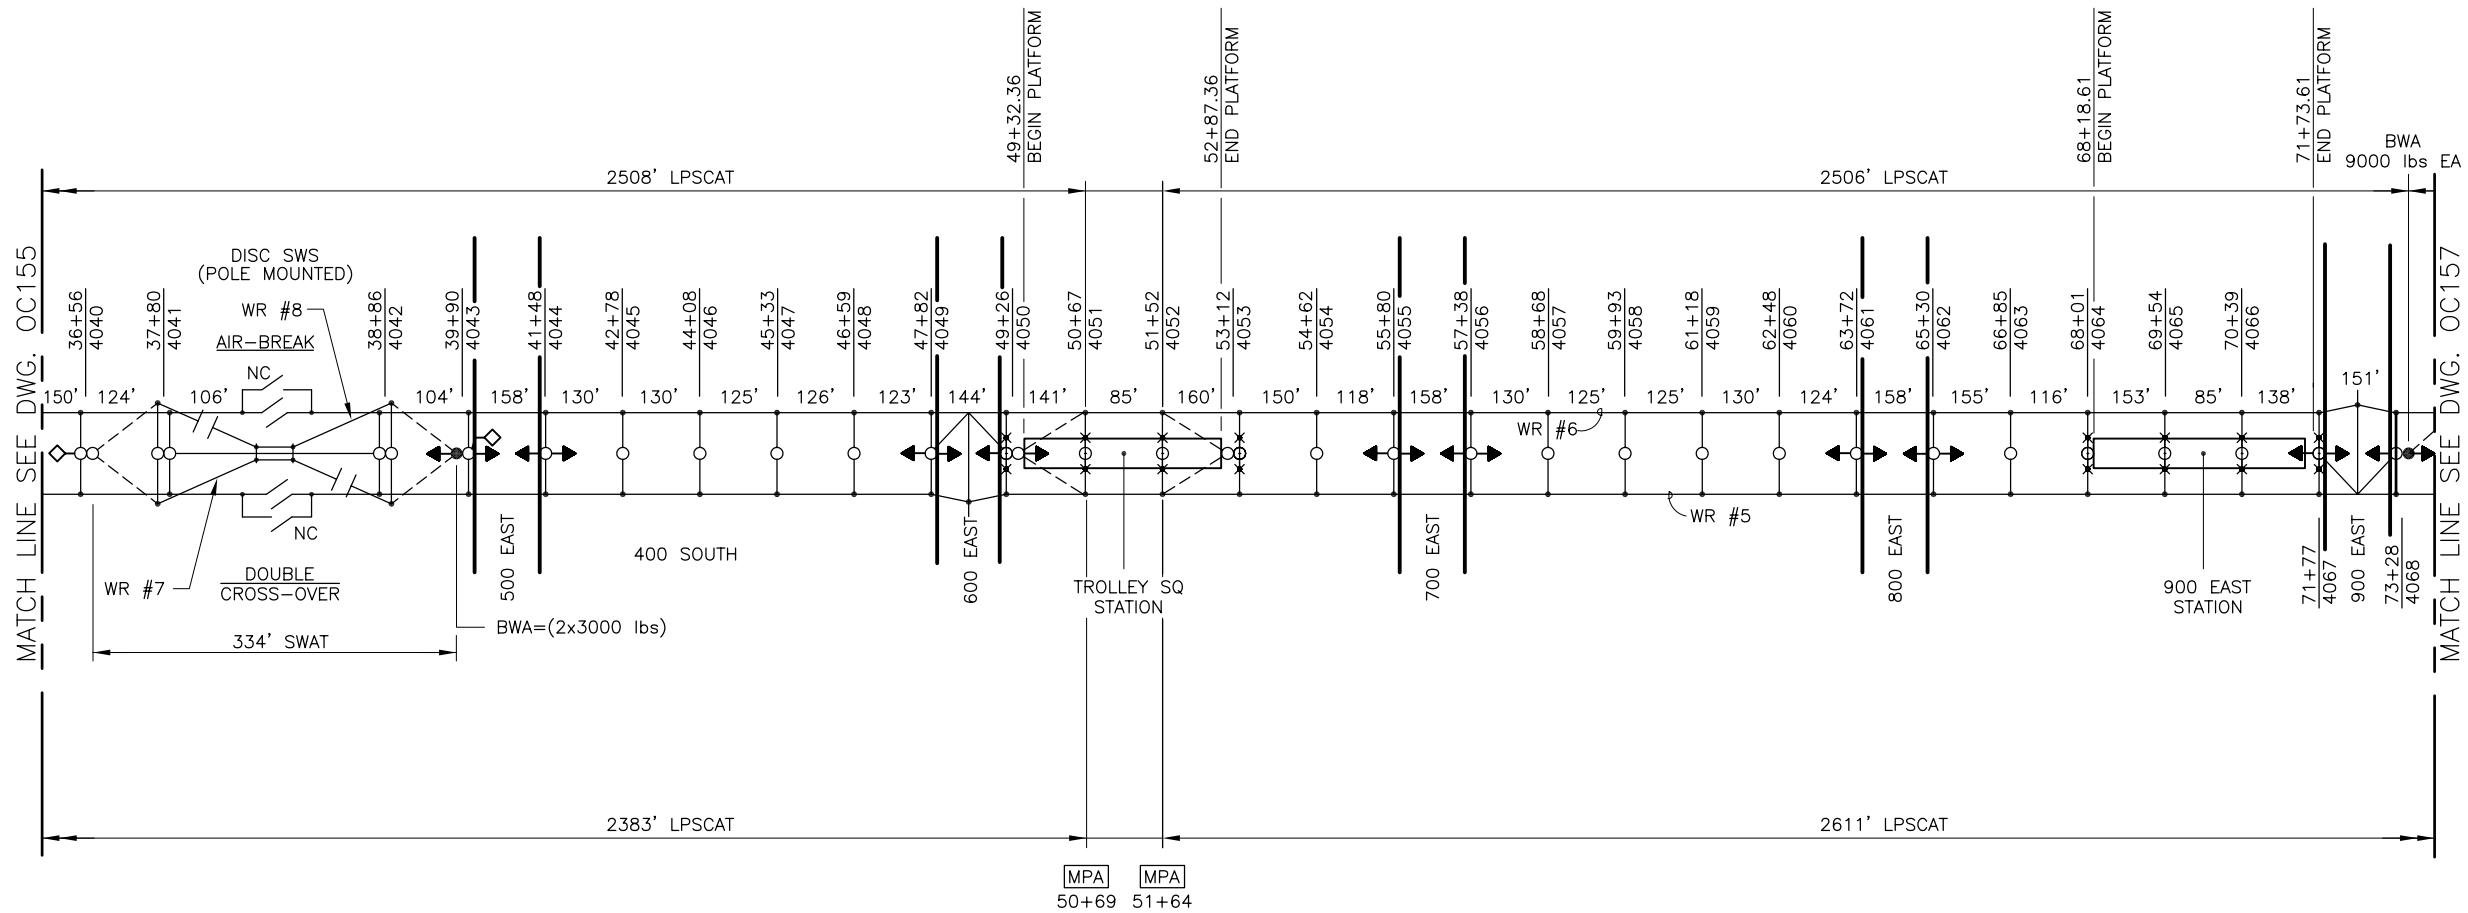 49+32.36
BEGIN PLATFORM
52+87.36
END PLATFORM
68+18.61
BEGIN PLATFORM
71+73.61
END PLATFORM
BWA
9000 lbs EA
2508' LPSCAT
2506' LPSCAT
MATCH LINE SEE DWG. OC155
MATCH LINE SEE DWG. OC157
DISC SWS
(POLE MOUNTED)
WR #8
AIR-BREAK
NC
36+56
4040
37+80
4041
38+86
4042
39+90
4043
41+48
4044
42+78
4045
44+08
4046
45+33
4047
46+59
4048
47+82
4049
49+26
4050
50+67
4051
51+52
4052
53+12
4053
54+62
4054
55+80
4055
57+38
4056
58+68
4057
59+93
4058
61+18
4059
62+48
4060
63+72
4061
65+30
4062
66+85
4063
68+01
4064
69+54
4065
70+39
4066
150' 124' 106' 104' 158' 130' 130' 125' 126' 123' 144' 141' 85' 160' 150' 118' 158' 130' 125' 125' 130' 124' 158' 155' 116' 153' 85' 138' 151'
WR #6
WR #5
NC
WR #7
DOUBLE
CROSS-OVER
500 EAST
400 SOUTH
600 EAST
TROLLEY SQ
STATION
700 EAST
800 EAST
900 EAST
STATION
71+77
4067
900 EAST
73+28
4068
BWA=(2x3000 lbs)
334' SWAT
2383' LPSCAT
2611' LPSCAT
MPA
50+69
MPA
51+64